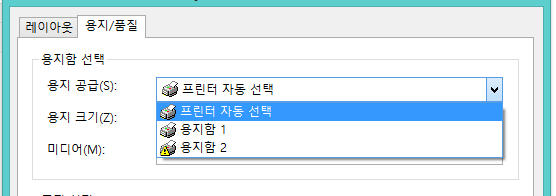 레이아웃 용지/품질
용지함 선택
용지 공급(S): 프린터 자동 선택
프린터 자동 선택
용지 크기(Z): 용지함 1
미디어(M): 용지함 2